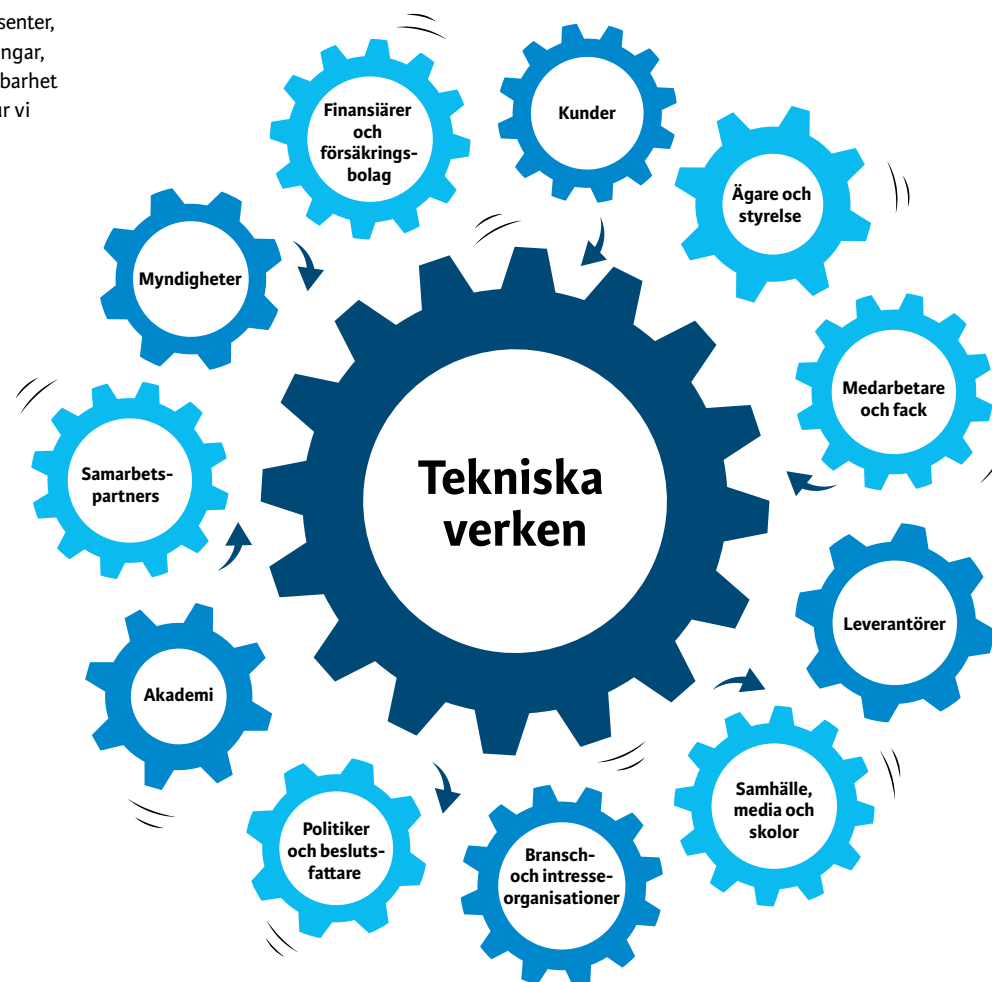 senter,
ngar,
barhet
ur vi
Finansiärer
och
försäkrings-
bolag
Kunder
Ägare och
styrelse
Myndigheter
Medarbetare
och fack
Samarbets-
partners
Tekniska
verken
Leverantörer
Akademi
Samhälle,
media och
skolor
Politiker
och besluts-
fattare
Bransch-
och intresse-
organisationer